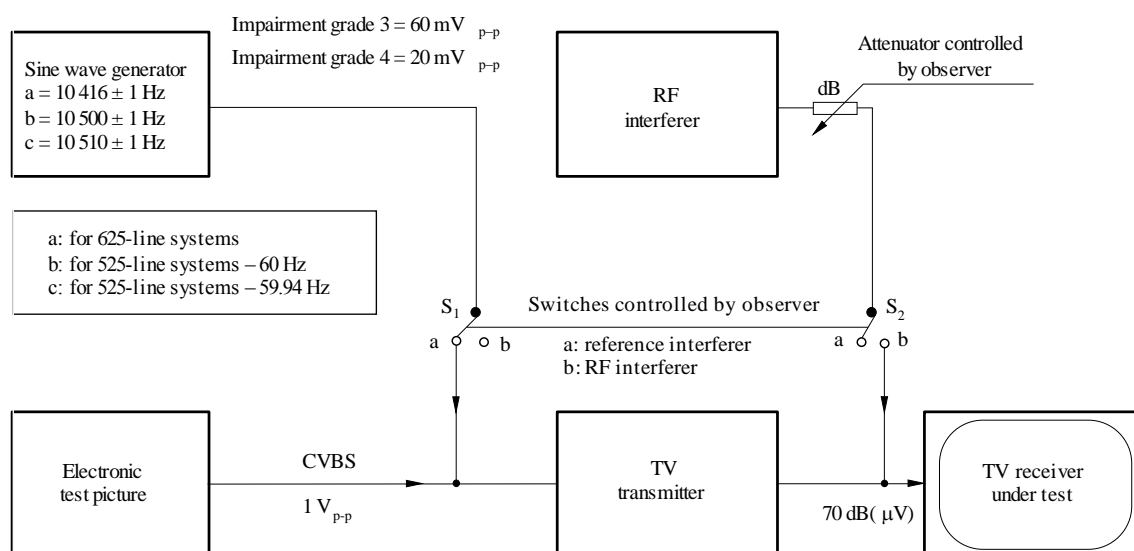 Impairment grade 3 = 60 mV p–p
Impairment grade 4 = 20 mV p–p
Sine wave generator
a = 10 416 ± 1 Hz
b = 10 500 ± 1 Hz
c = 10 510 ± 1 Hz
RF
interferer
dB
Attenuator controlled
by observer
a: for 625-line systems
b: for 525-line systems – 60 Hz
c: for 525-line systems – 59.94 Hz
S1
Switches controlled by observer
S2
a
b
a: reference interferer
b: RF interferer
a
b
Electronic
test picture
CVBS
1 Vp-p
TV
transmitter
70 dB( µV)
TV receiver
under test